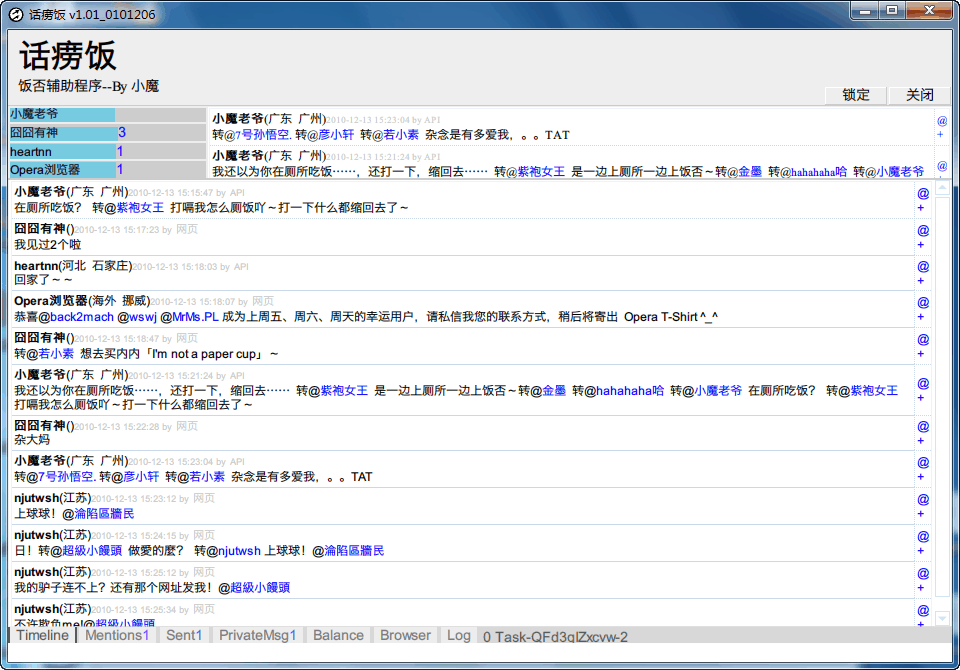 话痨饭 v1.01_0101206
话痨饭
饭否辅助程序--By 小魔
锁定 关闭
小魔老爷
囧囧有神 3
heartnn 1
Opera浏览器 1
小魔老爷(广东 广州)2010-12-13 15:23:04 by API
@
转@7号孙悟空. 转@彦小轩 转@若小素 杂念是有多爱我，。。TAT
+
小魔老爷(广东 广州)2010-12-13 15:21:24 by API
@
我还以为你在厕所吃饭……，还打一下，缩回去…… 转@紫袍女王 是一边上厕所一边上饭否～转@金墨 转@hahahaha哈 转@小魔老爷
小魔老爷(广东 广州)2010-12-13 15:15:47 by API
@
在厕所吃饭？ 转@紫袍女王 打嗝我怎么厕饭吖～打一下什么都缩回去了～
+
囧囧有神()2010-12-13 15:17:23 by 网页
@
我见过2个啦
+
heartnn(河北 石家庄)2010-12-13 15:18:03 by API
@
回家了～～
+
Opera浏览器(海外 挪威)2010-12-13 15:18:07 by 网页
@
恭喜@back2mach @wswj @MrMs.PL 成为上周五、周六、周天的幸运用户，请私信我您的联系方式，稍后将寄出 Opera T-Shirt ^_^
+
囧囧有神()2010-12-13 15:18:47 by 网页
@
转@若小素 想去买内内「I'm not a paper cup」～
+
小魔老爷(广东 广州)2010-12-13 15:21:24 by API
@
我还以为你在厕所吃饭……，还打一下，缩回去…… 转@紫袍女王 是一边上厕所一边上饭否～转@金墨 转@hahahaha哈 转@小魔老爷 在厕所吃饭？ 转@紫袍女王
+
打嗝我怎么厕饭吖～打一下什么都缩回去了～
囧囧有神()2010-12-13 15:22:28 by 网页
@
杂大妈
+
小魔老爷(广东 广州)2010-12-13 15:23:04 by API
@
转@7号孙悟空. 转@彦小轩 转@若小素 杂念是有多爱我，。。TAT
+
njutwsh(江苏)2010-12-13 15:23:12 by 网页
@
上球球！@淪陷區牆民
+
njutwsh(江苏)2010-12-13 15:24:15 by 网页
@
日！转@超級小饅頭 做愛的麼？ 转@njutwsh 上球球！@淪陷區牆民
+
njutwsh(江苏)2010-12-13 15:25:12 by 网页
@
我的驴子连不上？还有那个网址发我！@超級小饅頭
+
njutwsh(江苏)2010-12-13 15:25:34 by 网页
@
不许欺负me!@超級小饅頭
+
Timeline Mentions1 Sent1 PrivateMsg1 Balance Browser Log 0 Task-QFd3glZxcvw-2